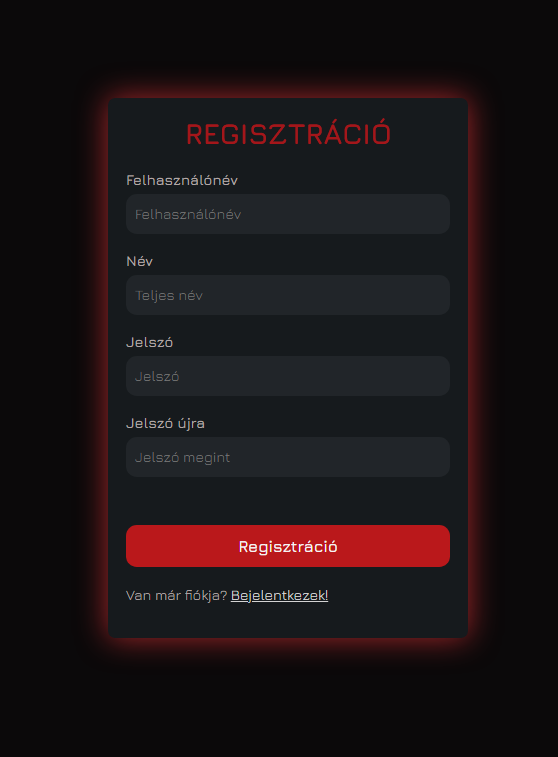 REGISZTRÁCIÓ
Felhasználónév
Felhasználónév
Név
Teljes név
Jelszó
Jelszó
Jelszó újra
Jelszó megint
Regisztráció
Van már fiókja? Bejelentkezek!